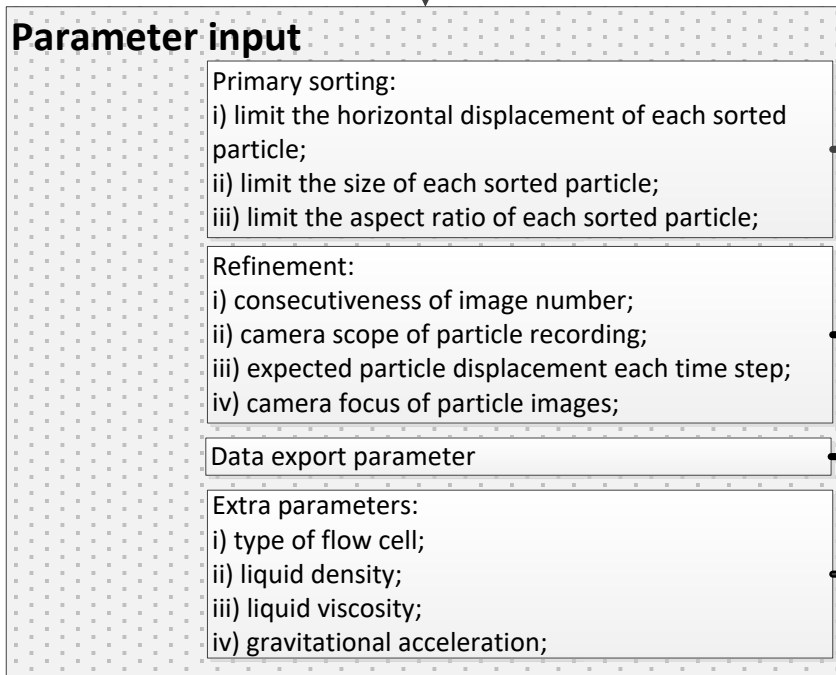 Parameter input
Primary sorting:
i) limit the horizontal displacement of each sorted
particle;
ii) limit the size of each sorted particle;
iii) limit the aspect ratio of each sorted particle;
Refinement:
i) consecutiveness of image number;
ii) camera scope of particle recording;
iii) expected particle displacement each time step;
iv) camera focus of particle images;
Data export parameter
Extra parameters:
i) type of flow cell;
ii) liquid density;
iii) liquid viscosity;
iv) gravitational acceleration;